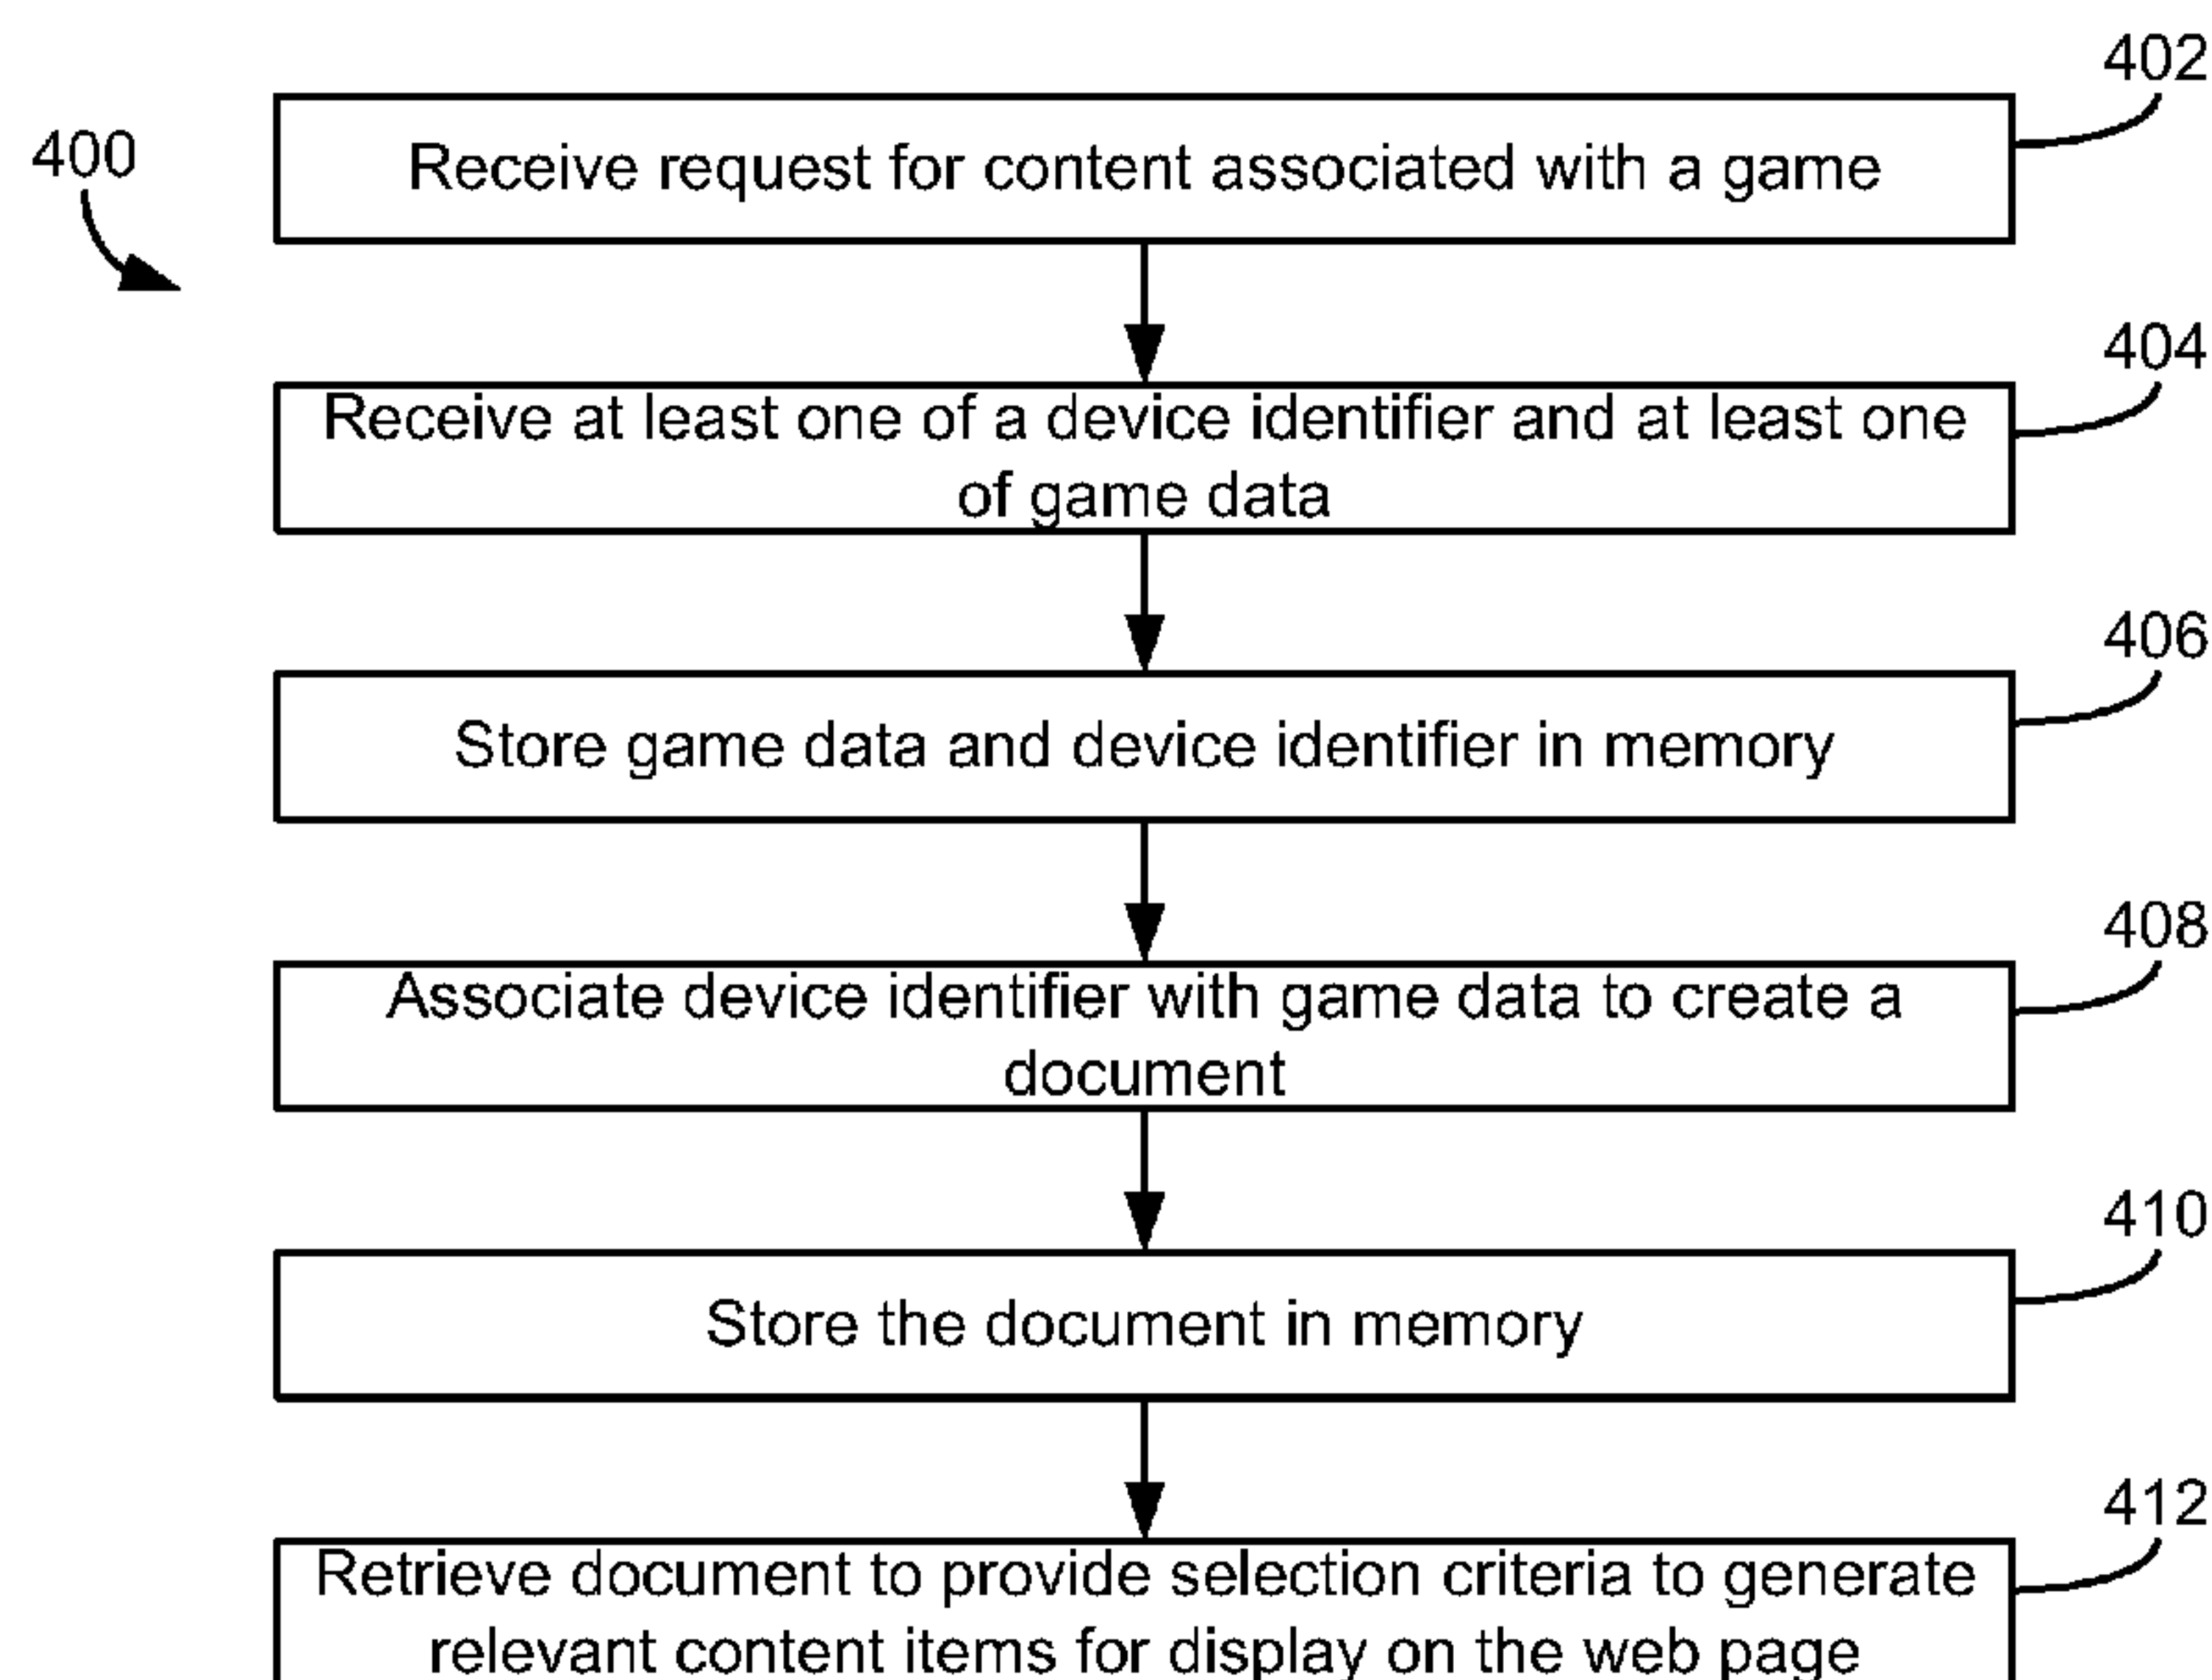 402
400
Receive request for content associated with a game
404
Receive at least one of a device identifier and at least one
of game data
406
Store game data and device identifier in memory
408
Associate device identifier with game data to create a
document
410
Store the document in memory
412
Retrieve document to provide selection criteria to generate
relevant content items for display on the web page